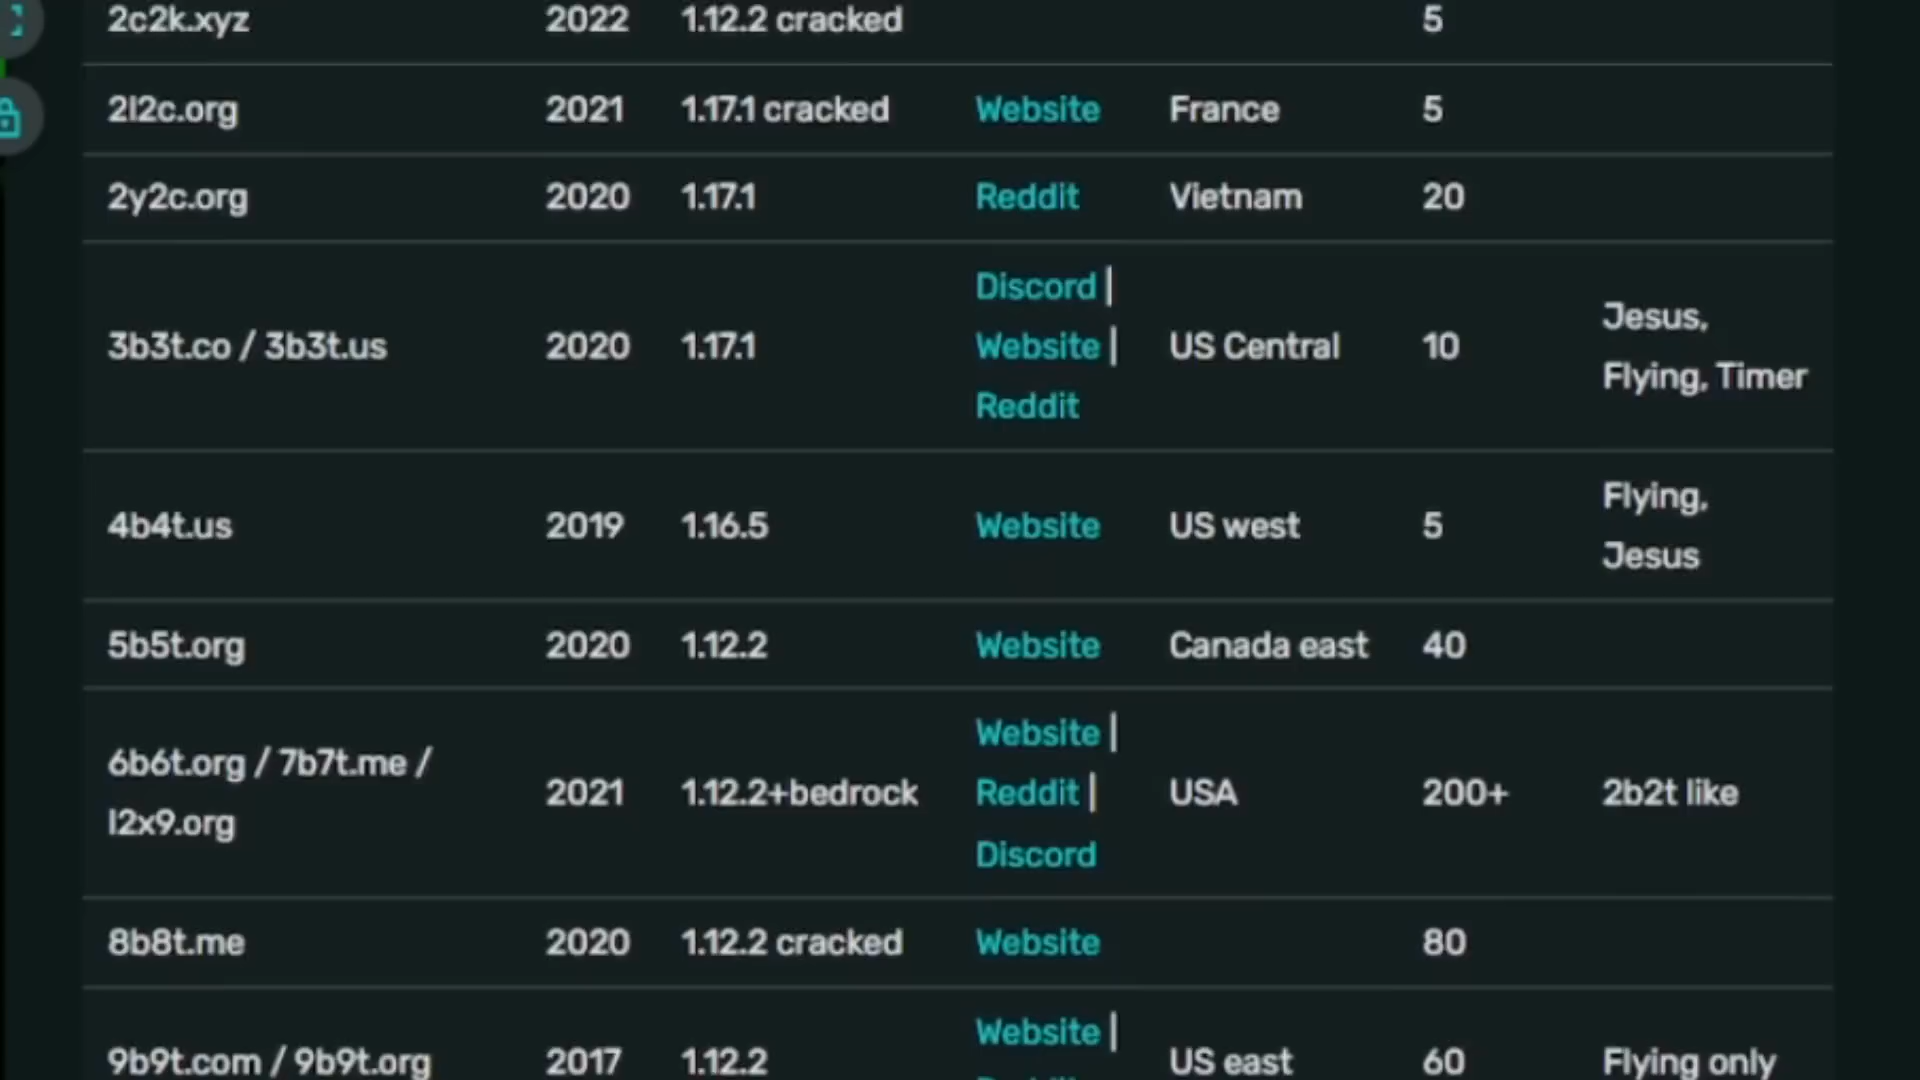 2c2k.xyz 2022 1.12.2 cracked 5
2l2c.org 2021 1.17.1 cracked Website France 5
2y2c.org 2020 1.17.1 Reddit Vietnam 20
3b3t.co / 3b3t.us 2020 1.17.1 Discord | US Central 10 Jesus,
Website | Flying, Timer
Reddit
4b4t.us 2019 1.16.5 Website US west 5 Flying,
Jesus
5b5t.org 2020 1.12.2 Website Canada east 40
6b6t.org / 7b7t.me / 2021 1.12.2+bedrock Website | USA 200+ 2b2t like
l2x9.org Reddit |
Discord
8b8t.me 2020 1.12.2 cracked Website 80
9b9t.com / 9b9t.org 2017 1.12.2 Website | US east 60 Flying only